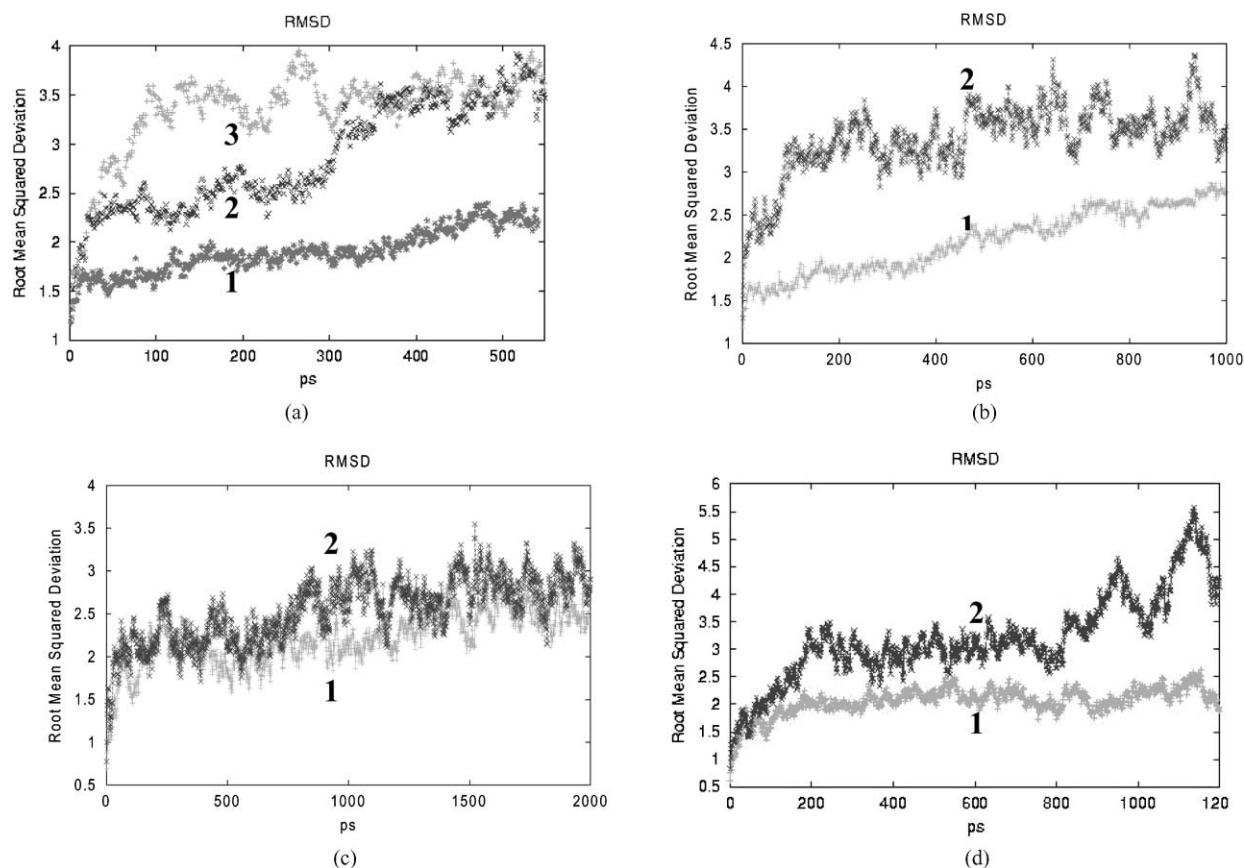 RMSD
Root Mean Squared Deviation
4
3.5
3
2.5
2
1.5
1
3
2
1
0 100 200 300 400 500
ps
(a)
RMSD
Root Mean Squared Deviation
4.5
4
3.5
3
2.5
2
1.5
1
2
1
0 200 400 600 800 1000
ps
(b)
RMSD
Root Mean Squared Deviation
4
3.5
3
2.5
2
1.5
1
0.5
2
1
0 500 1000 1500 2000
ps
(c)
RMSD
Root Mean Squared Deviation
6
5.5
5
4.5
4
3.5
3
2.5
2
1.5
1
0.5
2
1
0 200 400 600 800 1000 120
ps
(d)